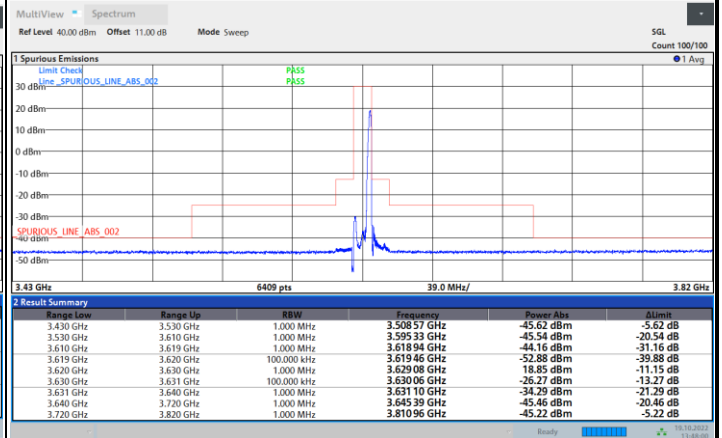 MultiView Spectrum
Ref Level 40.00 dBm Offset 11.00 dB Mode Sweep SGL
Count 100/100
1 Spurious Emissions 1 Avg
Limit Check PASS
Line _SPURIOUS_LINE_ABS_002 PASS
30 dBm
20 dBm
10 dBm
0 dBm
-10 dBm
-20 dBm
-30 dBm
SPURIOUS_LINE_ABS_002
-40 dBm
-50 dBm
3.43 GHz 6409 pts 39.0 MHz/ 3.82 GHz
2 Result Summary
Range Low Range Up RBW Frequency Power Abs ΔLimit
3.430 GHz 3.530 GHz 1.000 MHz 3.508 57 GHz -45.62 dBm -5.62 dB
3.530 GHz 3.610 GHz 1.000 MHz 3.595 33 GHz -45.54 dBm -20.54 dB
3.610 GHz 3.619 GHz 1.000 MHz 3.618 94 GHz -44.16 dBm -31.16 dB
3.619 GHz 3.620 GHz 100.000 kHz 3.619 46 GHz -52.88 dBm -39.88 dB
3.620 GHz 3.630 GHz 1.000 MHz 3.629 08 GHz 18.85 dBm -11.15 dB
3.630 GHz 3.631 GHz 100.000 kHz 3.630 06 GHz -26.27 dBm -13.27 dB
3.631 GHz 3.640 GHz 1.000 MHz 3.631 10 GHz -34.29 dBm -21.29 dB
3.640 GHz 3.720 GHz 1.000 MHz 3.645 39 GHz -45.46 dBm -20.46 dB
3.720 GHz 3.820 GHz 1.000 MHz 3.810 96 GHz -45.22 dBm -5.22 dB
Ready 19.10.2022